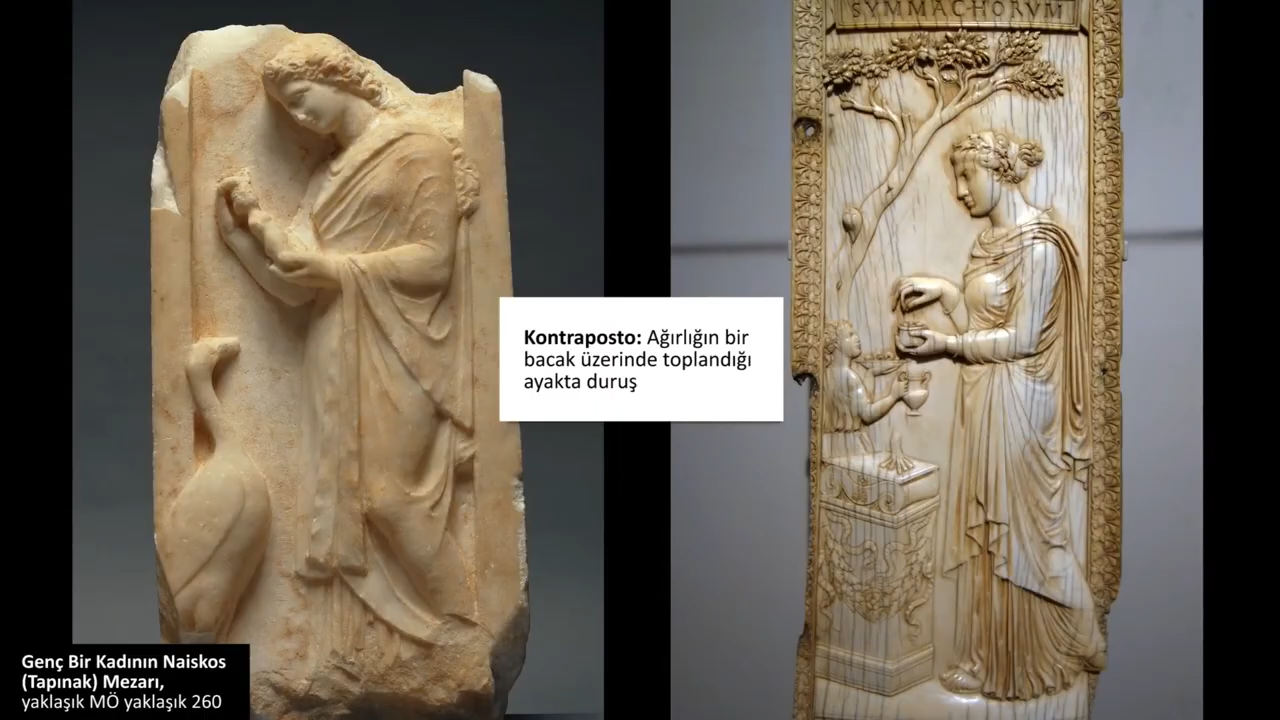 SYMMACHORVM
Kontraposto: Ağırlığın bir
bacak üzerinde toplandığı
ayakta duruş
Genç Bir Kadının Naiskos
(Tapınak) Mezarı,
yaklaşık MÖ yaklaşık 260